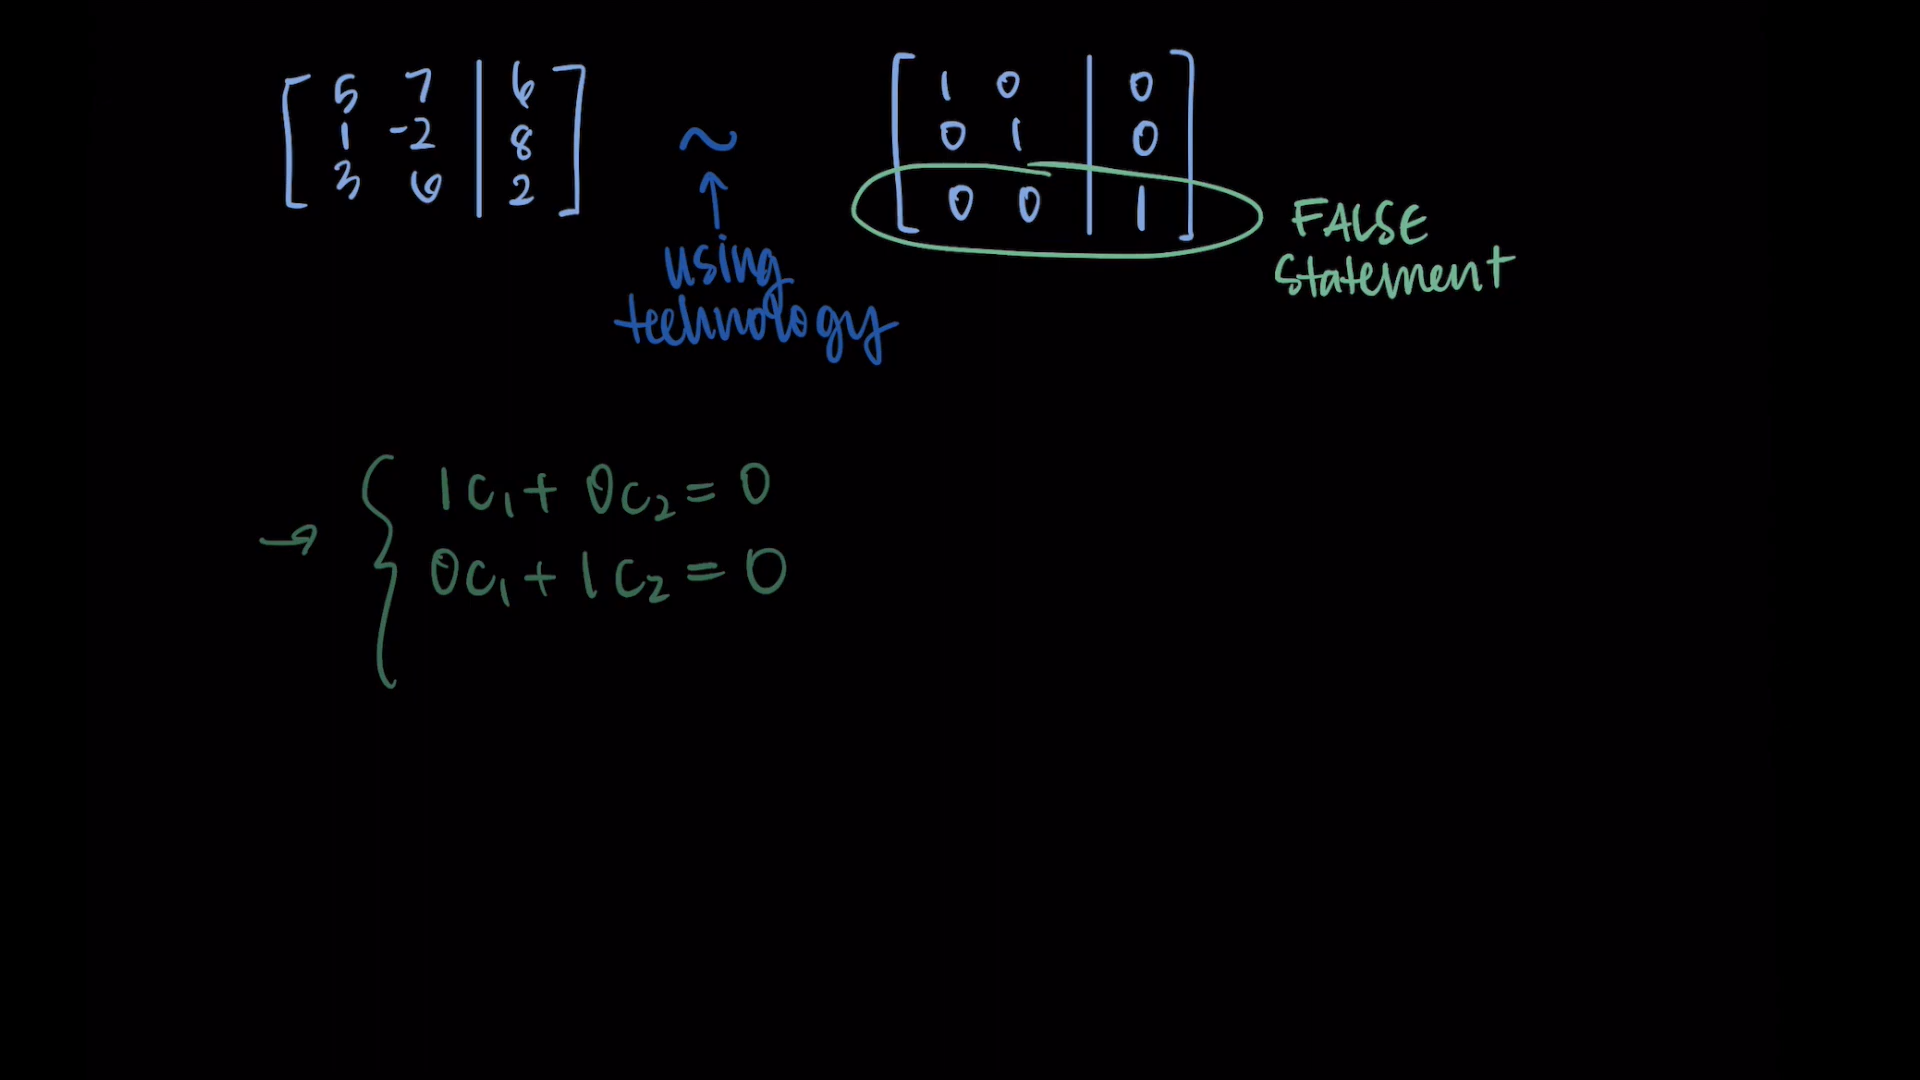 [ 5 7 | 6 ]
[ 1 -2 | 8 ]
[ 3 6 | 2 ]
~
↑
using
technology
[ 1 0 | 0 ]
[ 0 1 | 0 ]
[ 0 0 | 1 ]
FALSE
statement
→ { 1c₁ + 0c₂ = 0
0c₁ + 1c₂ = 0